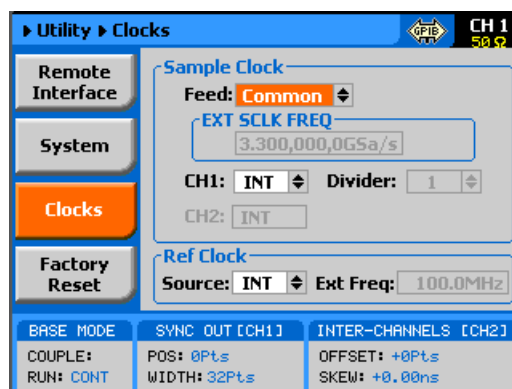 ▶ Utility ▶ Clocks
GPIB
CH 1
50 Ω
Remote
Interface
System
Clocks
Factory
Reset
Sample Clock
Feed: Common
EXT SCLK FREQ
3.300,000,0GSa/s
CH1: INT Divider: 1
CH2: INT
Ref Clock
Source: INT Ext Freq: 100.0MHz
BASE MODE
COUPLE:
RUN: CONT
SYNC OUT [CH1]
POS: 0Pts
WIDTH: 32Pts
INTER-CHANNELS [CH2]
OFFSET: +0Pts
SKEW: +0.00ns